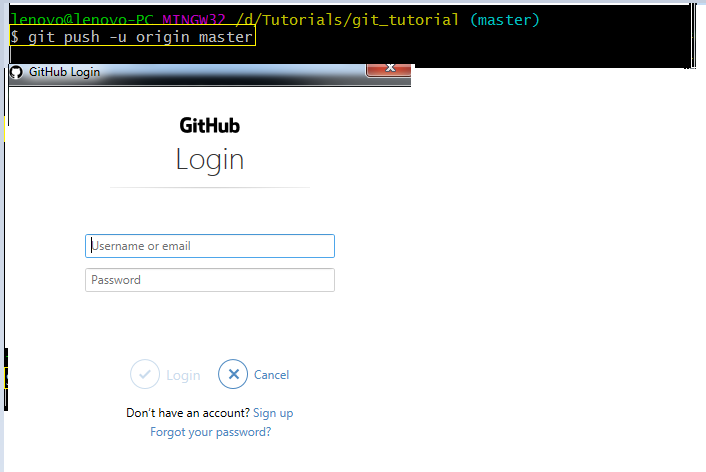 lenovo@lenovo-PC MINGW32 /d/Tutorials/git_tutorial (master)
$ git push -u origin master
GitHub Login
GitHub
Login
Username or email
Password
Login Cancel
Don't have an account? Sign up
Forgot your password?